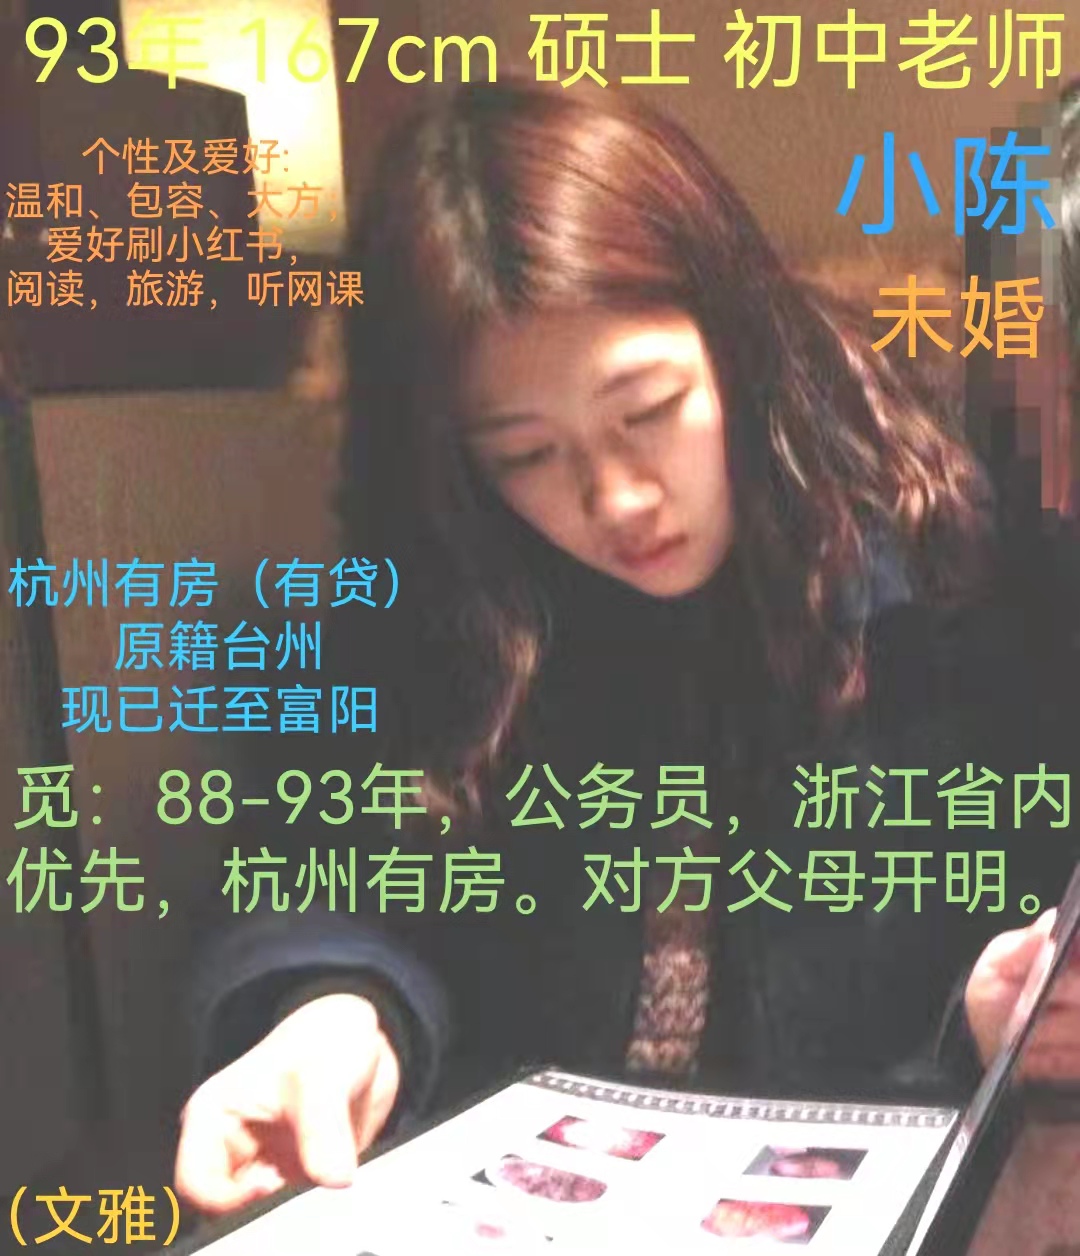 93年 167cm 硕士 初中老师
小陈
未婚
个性及爱好:
温和、包容、大方；
爱好刷小红书，
阅读，旅游，听网课
杭州有房（有贷）
原籍台州
现已迁至富阳
觅：88-93年，公务员，浙江省内
优先，杭州有房。对方父母开明。
（文雅）